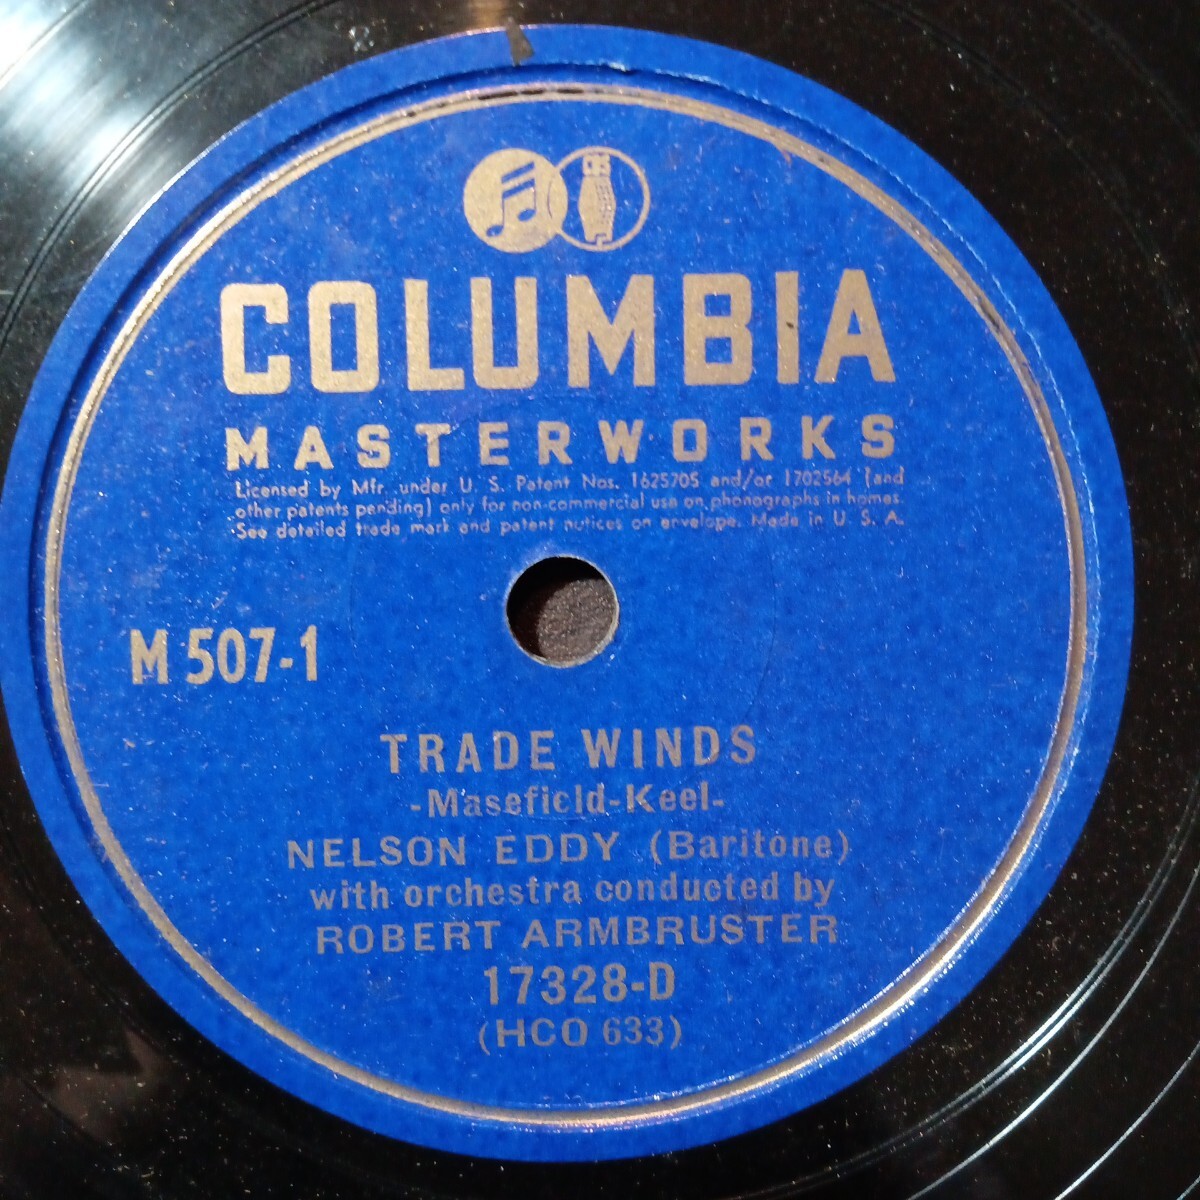 CBS
COLUMBIA
MASTERWORKS
Licensed by Mfr. under U. S. Patent Nos. 1625705 and/or 1702564 (and
other patents pending) only for non-commercial use on phonographs in homes.
See detailed trade mark and patent notices on envelope. Made in U. S. A.
M 507-1
TRADE WINDS
-Masefield-Keel-
NELSON EDDY (Baritone)
with orchestra conducted by
ROBERT ARMBRUSTER
17328-D
(HCO 633)